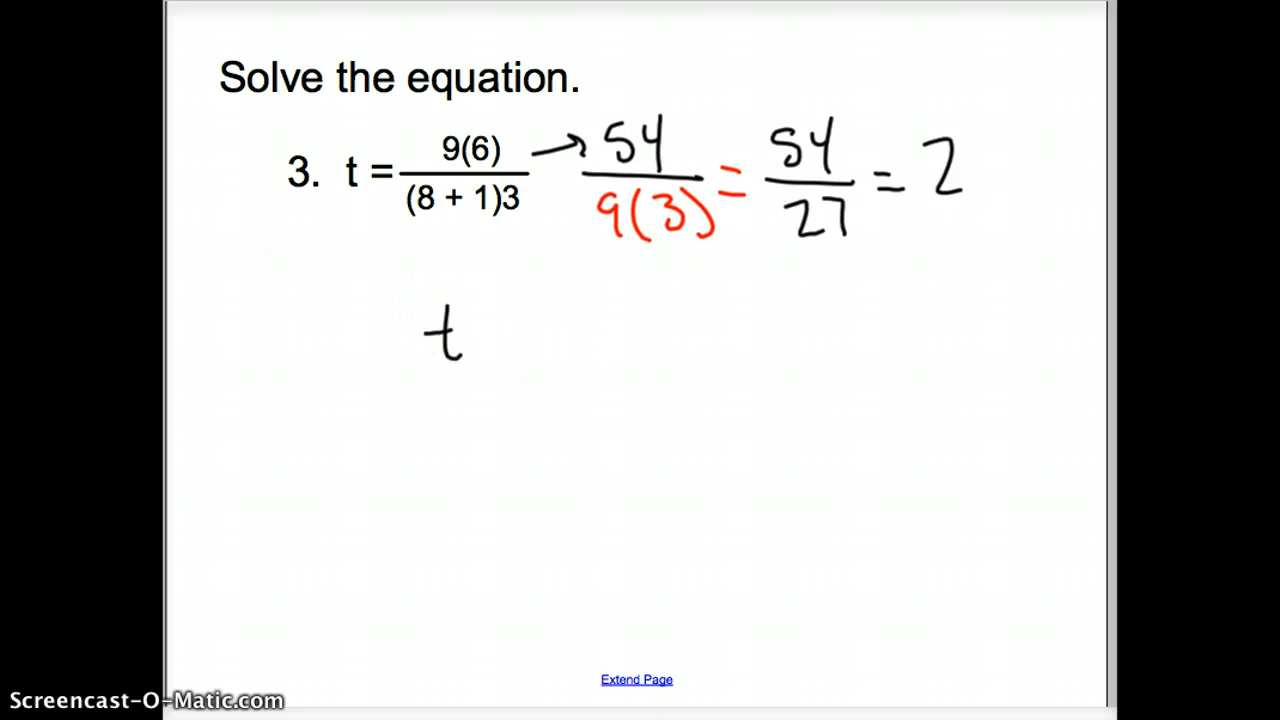 Solve the equation.
3. t = 9(6) / (8 + 1)3 → 54 / 9(3) = 54 / 27 = 2
t
Extend Page
Screencast-O-Matic.com